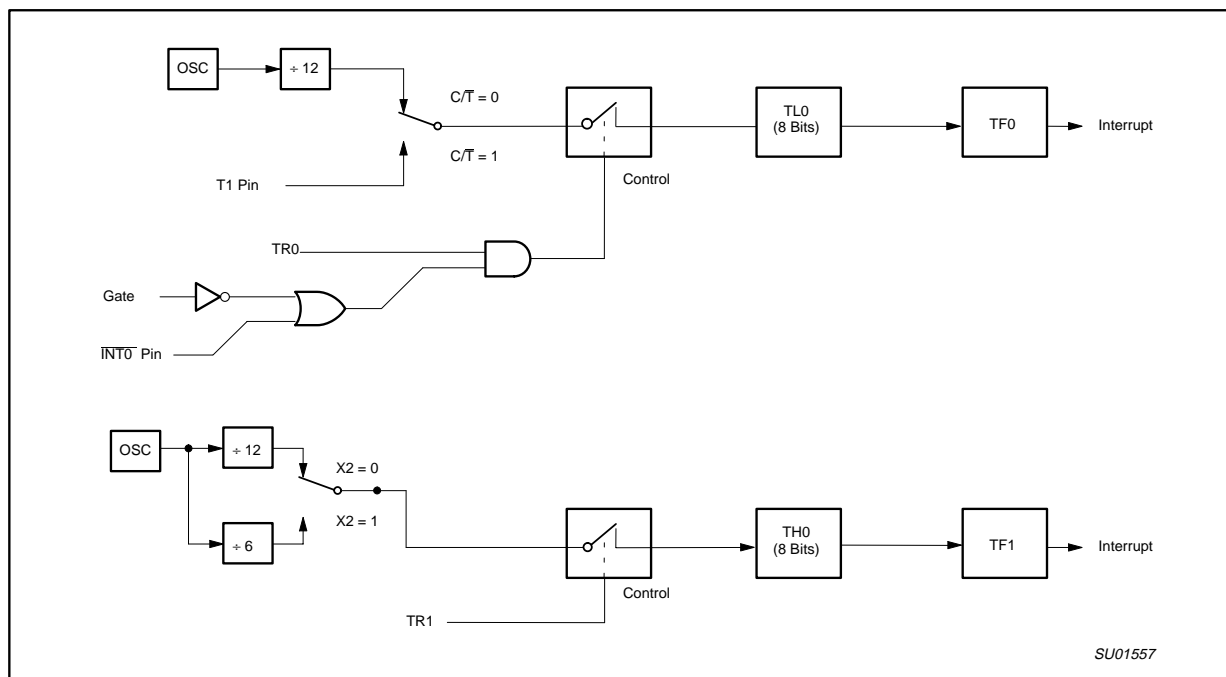 OSC
÷ 12
C/T̅ = 0
C/T̅ = 1
T1 Pin
Control
TL0
(8 Bits)
TF0
Interrupt
TR0
Gate
I̅N̅T̅0̅ Pin
OSC
÷ 12
X2 = 0
X2 = 1
÷ 6
Control
TR1
TH0
(8 Bits)
TF1
Interrupt
SU01557